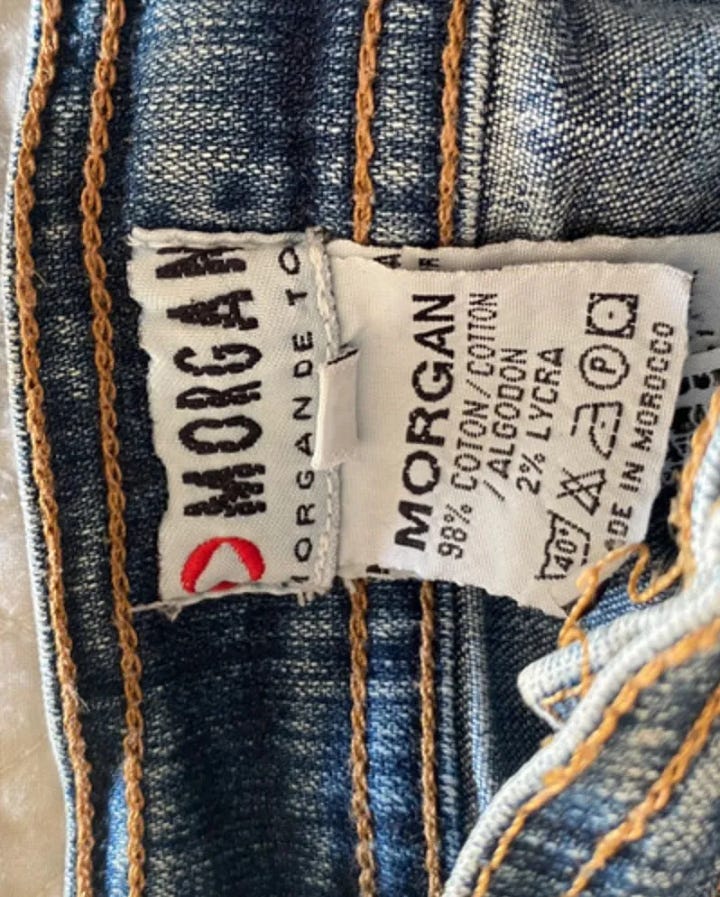 MORGAN
MORGAN DE TO
MORGAN
98% COTON/COTTON
/ALGODON
2% LYCRA
40° P
MADE IN MOROCCO